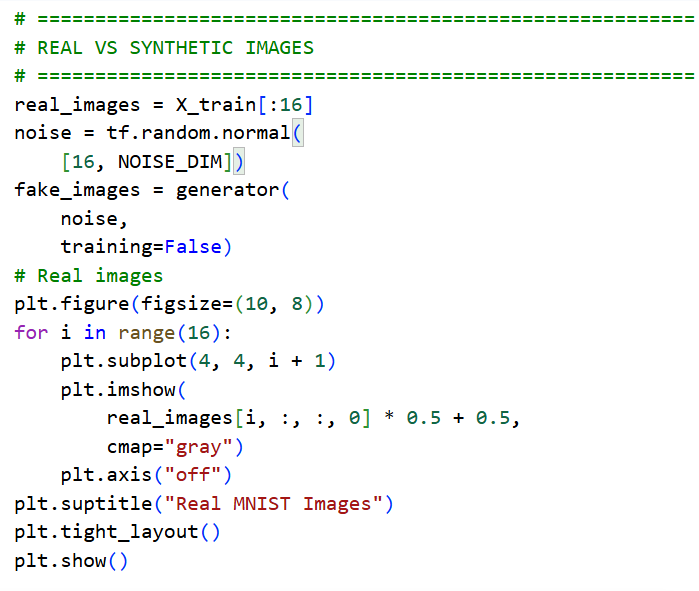 # =========================================================
# REAL VS SYNTHETIC IMAGES
# =========================================================
real_images = X_train[:16]
noise = tf.random.normal(
    [16, NOISE_DIM])
fake_images = generator(
    noise,
    training=False)
# Real images
plt.figure(figsize=(10, 8))
for i in range(16):
    plt.subplot(4, 4, i + 1)
    plt.imshow(
        real_images[i, :, :, 0] * 0.5 + 0.5,
        cmap="gray")
    plt.axis("off")
plt.suptitle("Real MNIST Images")
plt.tight_layout()
plt.show()